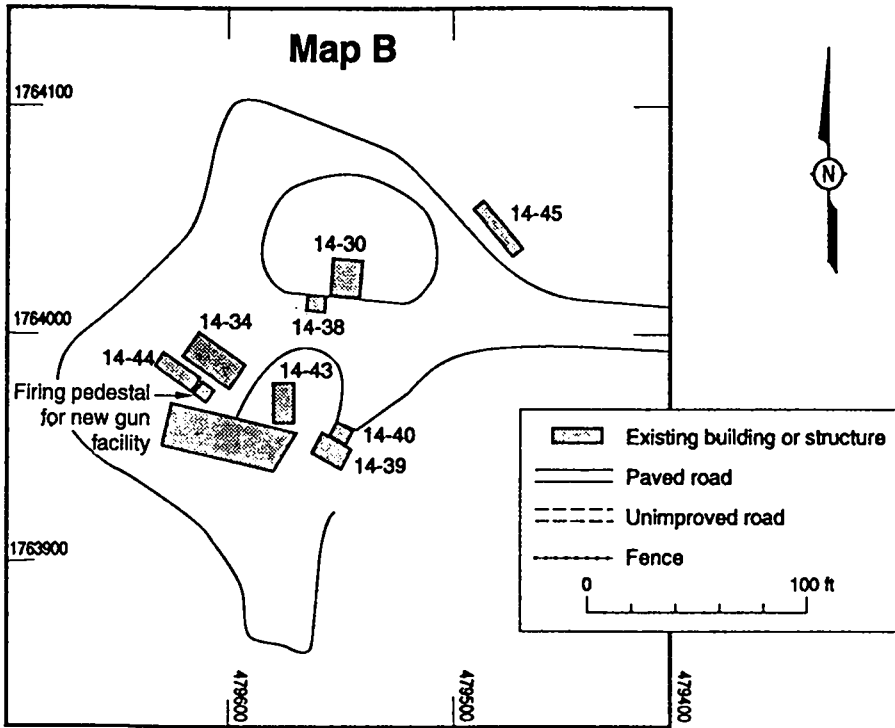 Map B
1764100
14-45
14-30
N
14-38
1764000
14-34
14-44
14-43
Firing pedestal
for new gun
facility
14-40
14-39
Existing building or structure
Paved road
Unimproved road
Fence
0
100 ft
1763900
479600
479500
479400